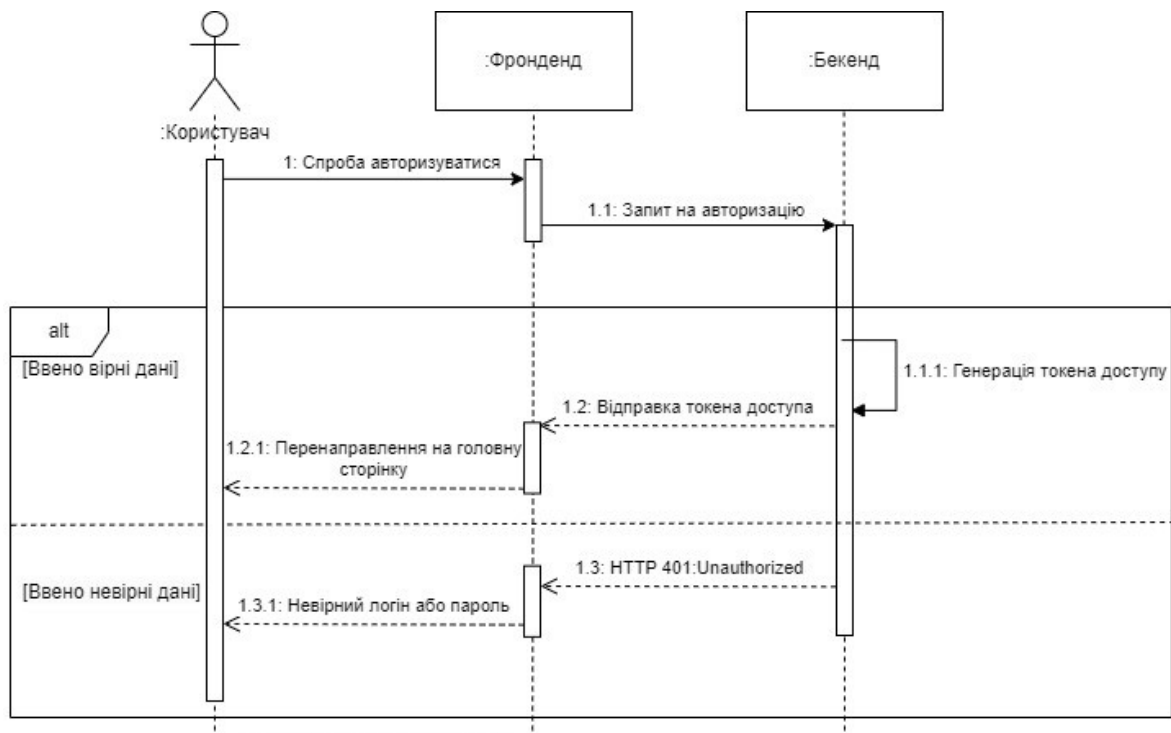 :Фронденд
:Бекенд
:Користувач
1: Спроба авторизуватися
1.1: Запит на авторизацію
alt
[Ввено вірні дані]
1.1.1: Генерація токена доступу
1.2: Відправка токена доступа
1.2.1: Перенаправлення на головну
сторінку
1.3: HTTP 401:Unauthorized
[Ввено невірні дані]
1.3.1: Невірний логін або пароль